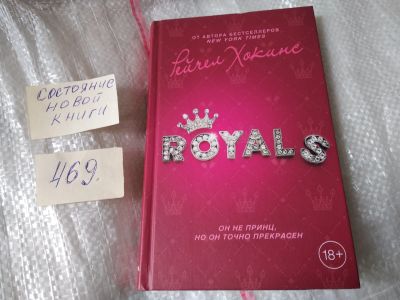 СОСТОЯНИЕ
НОВОЙ
КНИГИ
469.
ОТ АВТОРА БЕСТСЕЛЛЕРОВ
NEW YORK TIMES
Рейчел Хокинс
ROYALS
ОН НЕ ПРИНЦ,
НО ОН ТОЧНО ПРЕКРАСЕН
18+